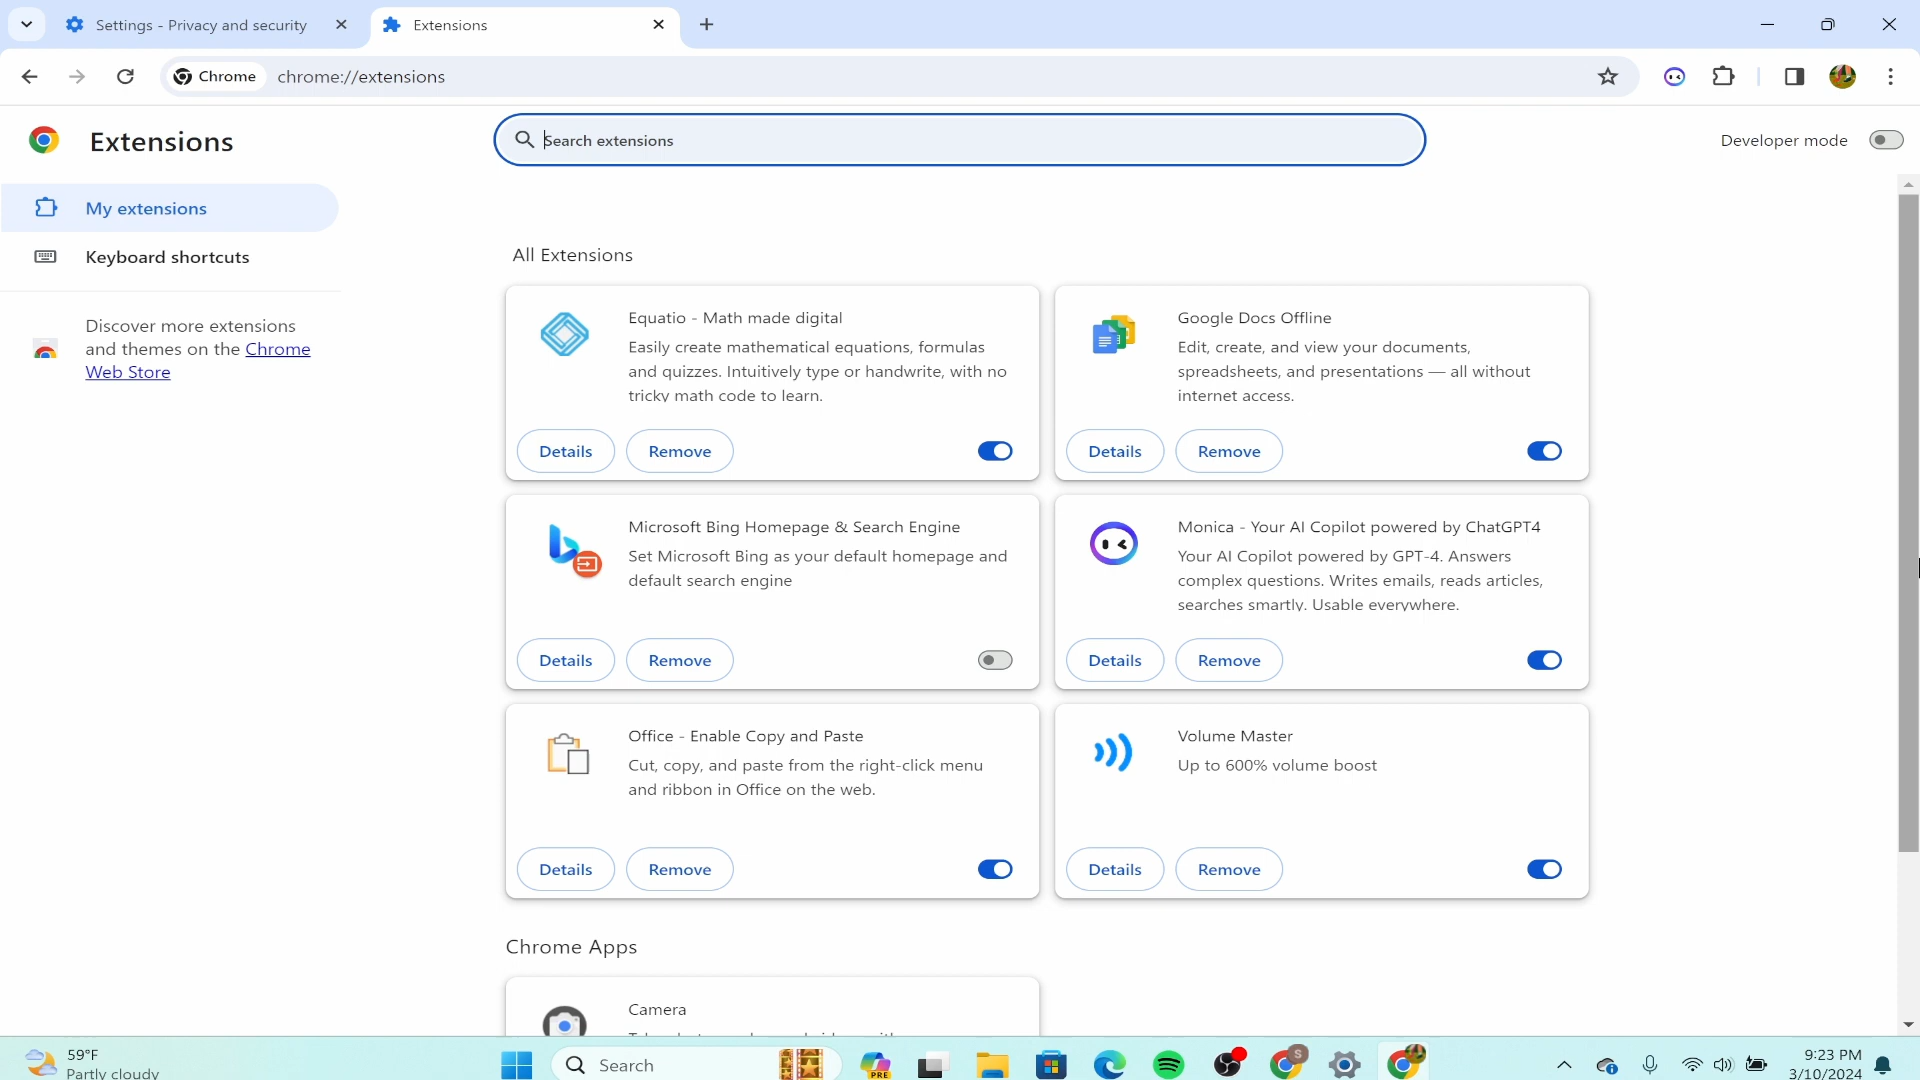 Settings - Privacy and security
Extensions
Chrome
chrome://extensions
Extensions
Search extensions
Developer mode
My extensions
Keyboard shortcuts
Discover more extensions
and themes on the Chrome
Web Store
All Extensions
Equatio - Math made digital
Easily create mathematical equations, formulas
and quizzes. Intuitively type or handwrite, with no
tricky math code to learn.
Details
Remove
Google Docs Offline
Edit, create, and view your documents,
spreadsheets, and presentations — all without
internet access.
Details
Remove
Microsoft Bing Homepage & Search Engine
Set Microsoft Bing as your default homepage and
default search engine
Details
Remove
Monica - Your AI Copilot powered by ChatGPT4
Your AI Copilot powered by GPT-4. Answers
complex questions. Writes emails, reads articles,
searches smartly. Usable everywhere.
Details
Remove
Office - Enable Copy and Paste
Cut, copy, and paste from the right-click menu
and ribbon in Office on the web.
Details
Remove
Volume Master
Up to 600% volume boost
Details
Remove
Chrome Apps
Camera
59°F
Partly cloudy
Search
PRE
S
9:23 PM
3/10/2024